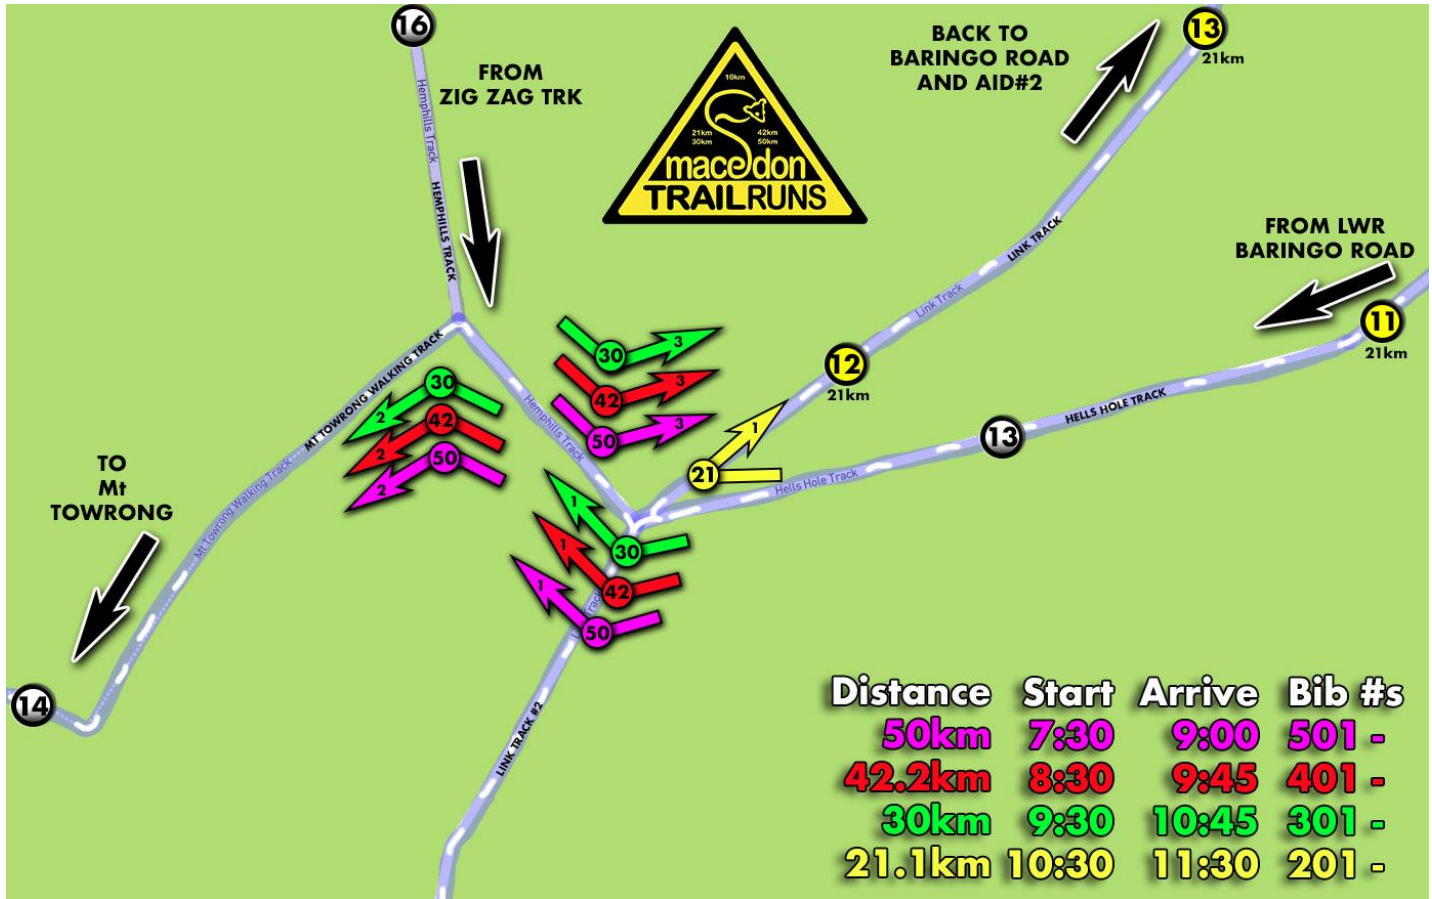 16
FROM
ZIG ZAG TRK
Hemphills Track
HEMPHILLS TRACK
10km
21km
30km
42km
50km
macedon
TRAILRUNS
BACK TO
BARINGO ROAD
AND AID#2
13
21km
FROM LWR
BARINGO ROAD
11
21km
LINK TRACK
Link Track
12
21km
HELLS HOLE TRACK
13
Hells Hole Track
30 3
42 3
50 3
21 1
Hemphills Track
MT TOWRONG WALKING TRACK
Mt Towrong Walking Track
30 2
42 2
50 2
TO
Mt
TOWRONG
14
1 30
1 42
1 50
LINK TRACK #2
Distance Start Arrive Bib #s
50km 7:30 9:00 501 -
42.2km 8:30 9:45 401 -
30km 9:30 10:45 301 -
21.1km 10:30 11:30 201 -